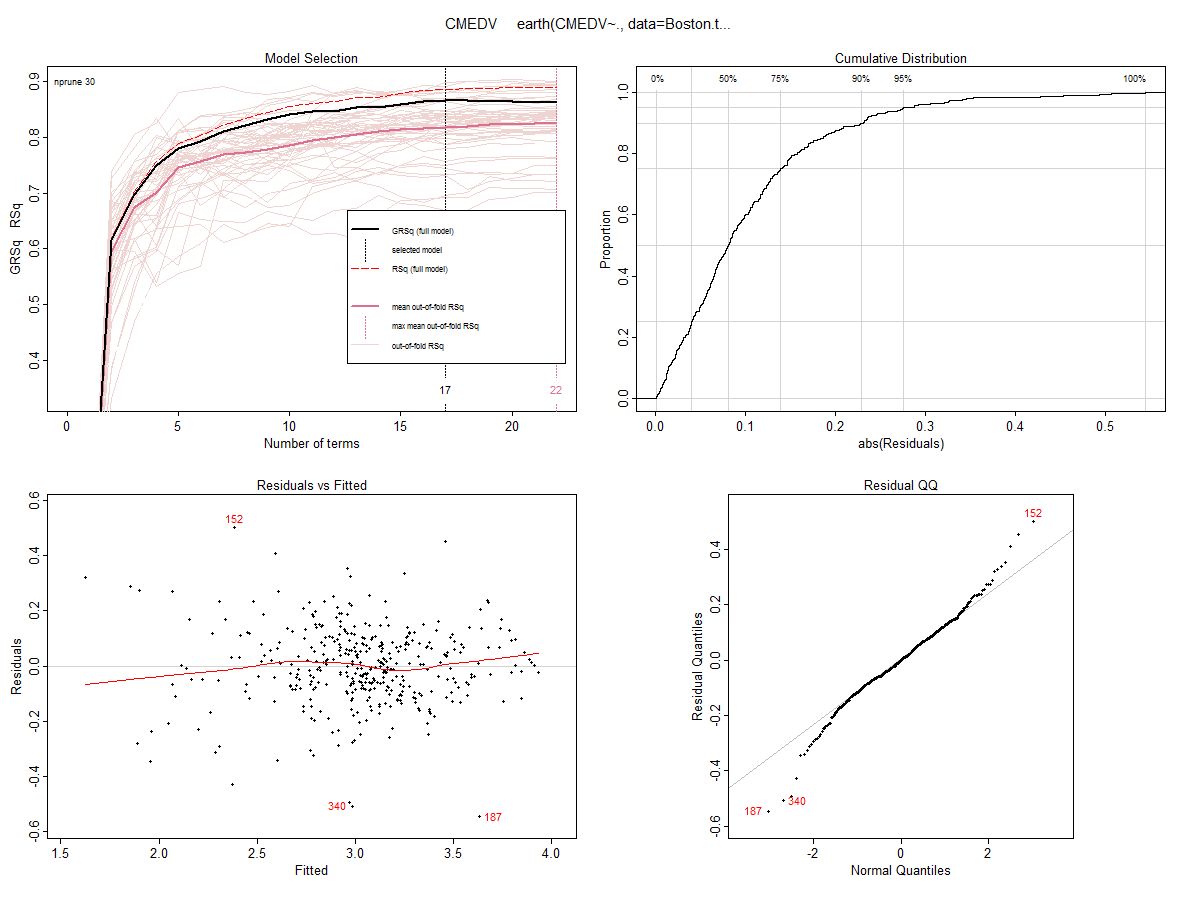 CMEDV     earth(CMEDV~., data=Boston.t...
Model Selection
nprune 30
0.9
0.8
0.7
0.6
0.5
0.4
GRSq   RSq
GRSq (full model)
selected model
RSq (full model)
mean out-of-fold RSq
max mean out-of-fold RSq
out-of-fold RSq
17
22
0 5 10 15 20
Number of terms
Cumulative Distribution
0% 50% 75% 90% 95% 100%
1.0
0.8
0.6
0.4
0.2
0.0
Proportion
0.0 0.1 0.2 0.3 0.4 0.5
abs(Residuals)
Residuals vs Fitted
0.6
0.4
0.2
0.0
-0.2
-0.4
-0.6
Residuals
152
340
187
1.5 2.0 2.5 3.0 3.5 4.0
Fitted
Residual QQ
0.4
0.2
0.0
-0.2
-0.4
-0.6
Residual Quantiles
152
340
187
-2 0 2
Normal Quantiles